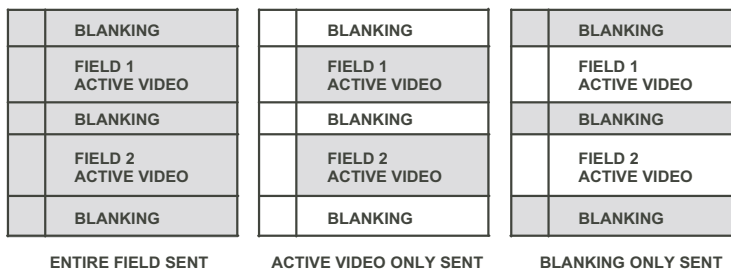 BLANKING
FIELD 1
ACTIVE VIDEO
BLANKING
FIELD 2
ACTIVE VIDEO
BLANKING
ENTIRE FIELD SENT
BLANKING
FIELD 1
ACTIVE VIDEO
BLANKING
FIELD 2
ACTIVE VIDEO
BLANKING
ACTIVE VIDEO ONLY SENT
BLANKING
FIELD 1
ACTIVE VIDEO
BLANKING
FIELD 2
ACTIVE VIDEO
BLANKING
BLANKING ONLY SENT